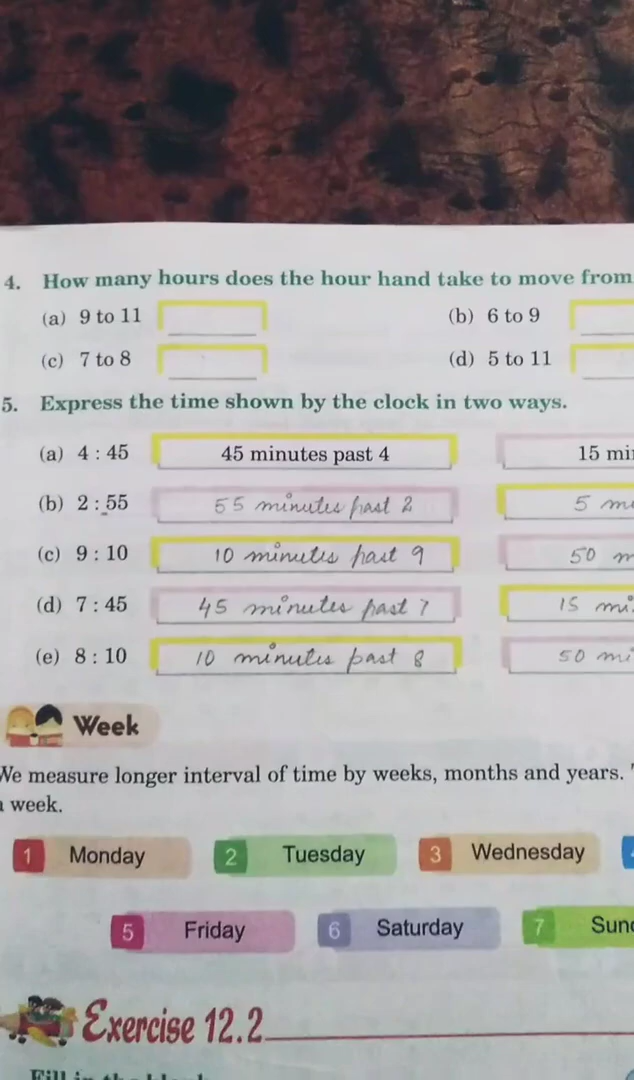 4. How many hours does the hour hand take to move from
(a) 9 to 11 (b) 6 to 9
(c) 7 to 8 (d) 5 to 11
5. Express the time shown by the clock in two ways.
(a) 4 : 45 45 minutes past 4 15
(b) 2 : 55 55 minutes past 2 5
(c) 9 : 10 10 minutes past 9 50
(d) 7 : 45 45 minutes past 7 15
(e) 8 : 10 10 minutes past 8 50
Week
We measure longer interval of time by weeks, months and years.
a week.
1 Monday 2 Tuesday 3 Wednesday
5 Friday 6 Saturday 7
Exercise 12.2